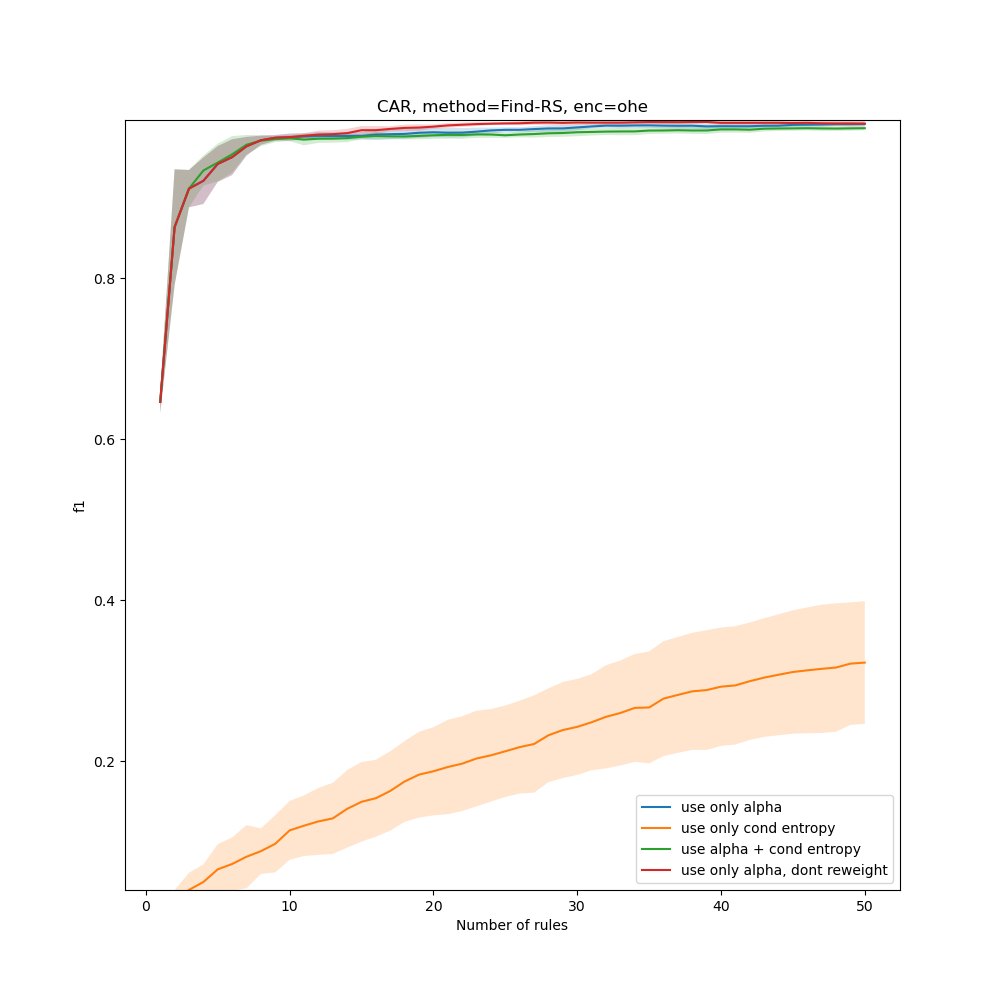 CAR, method=Find-RS, enc=ohe
f1
0.8
0.6
0.4
0.2
0 10 20 30 40 50
Number of rules
use only alpha
use only cond entropy
use alpha + cond entropy
use only alpha, dont reweight